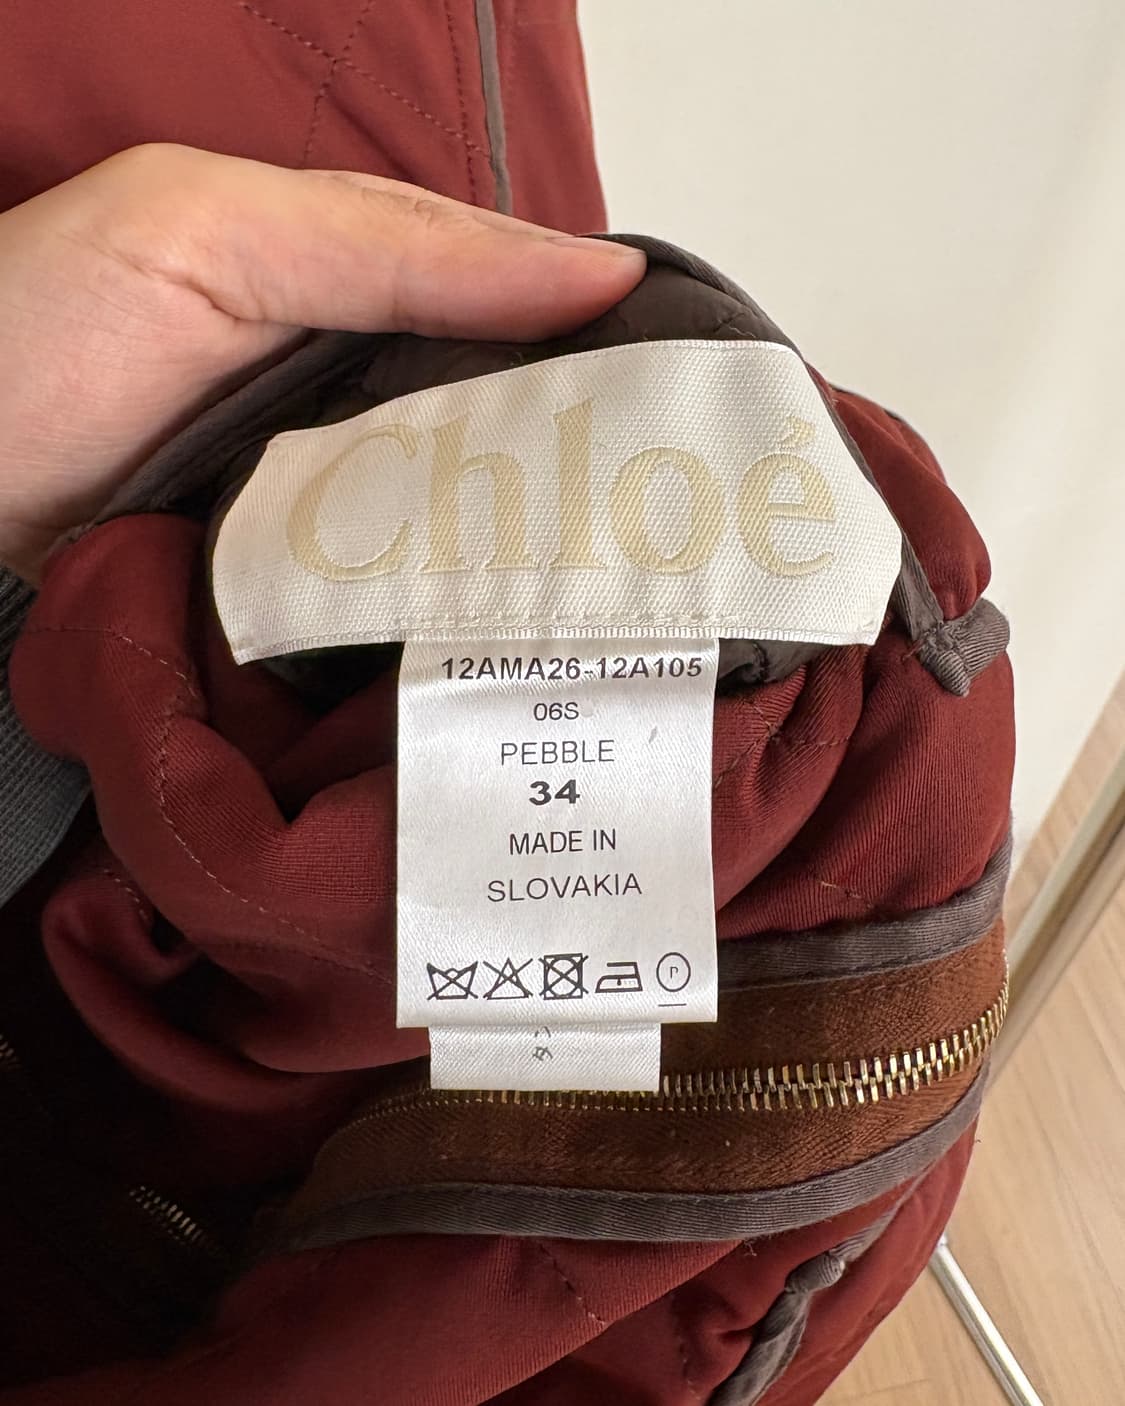 Chloé
12AMA26-12A105
06S
PEBBLE
34
MADE IN
SLOVAKIA
P